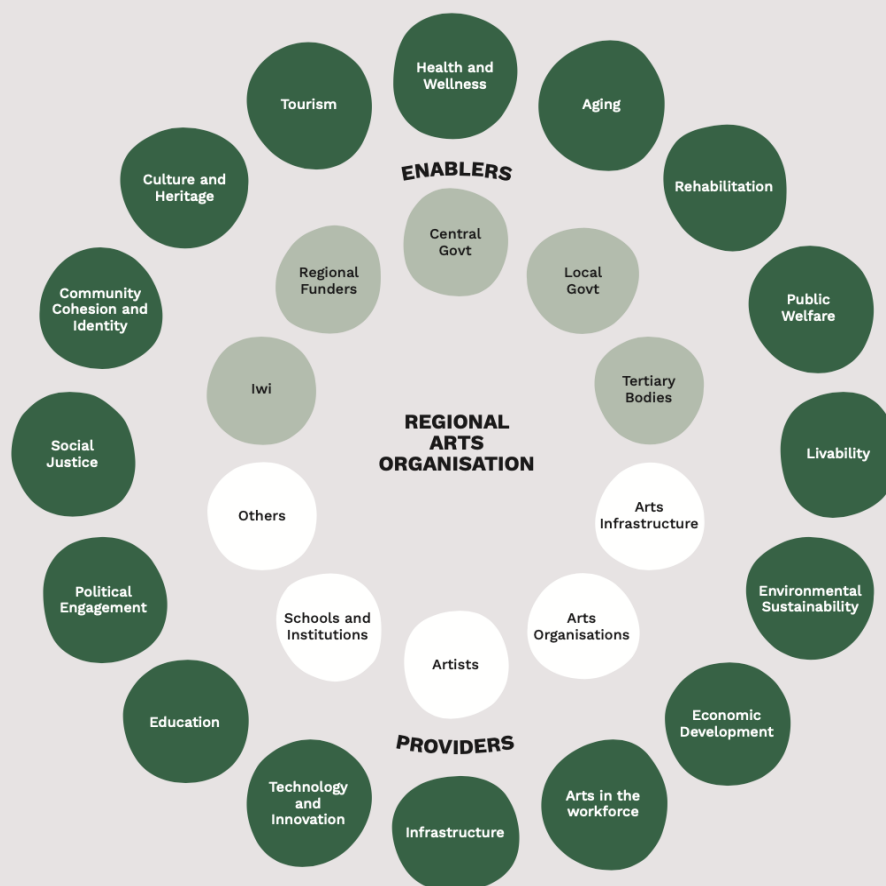 Health and
Wellness
Tourism
Aging
ENABLERS
Culture and
Heritage
Rehabilitation
Central
Govt
Regional
Funders
Local
Govt
Community
Cohesion and
Identity
Public
Welfare
Iwi
Tertiary
Bodies
REGIONAL
ARTS
ORGANISATION
Social
Justice
Livability
Others
Arts
Infrastructure
Political
Engagement
Environmental
Sustainability
Schools and
Institutions
Arts
Organisations
Artists
Education
Economic
Development
PROVIDERS
Technology
and
Innovation
Arts in the
workforce
Infrastructure